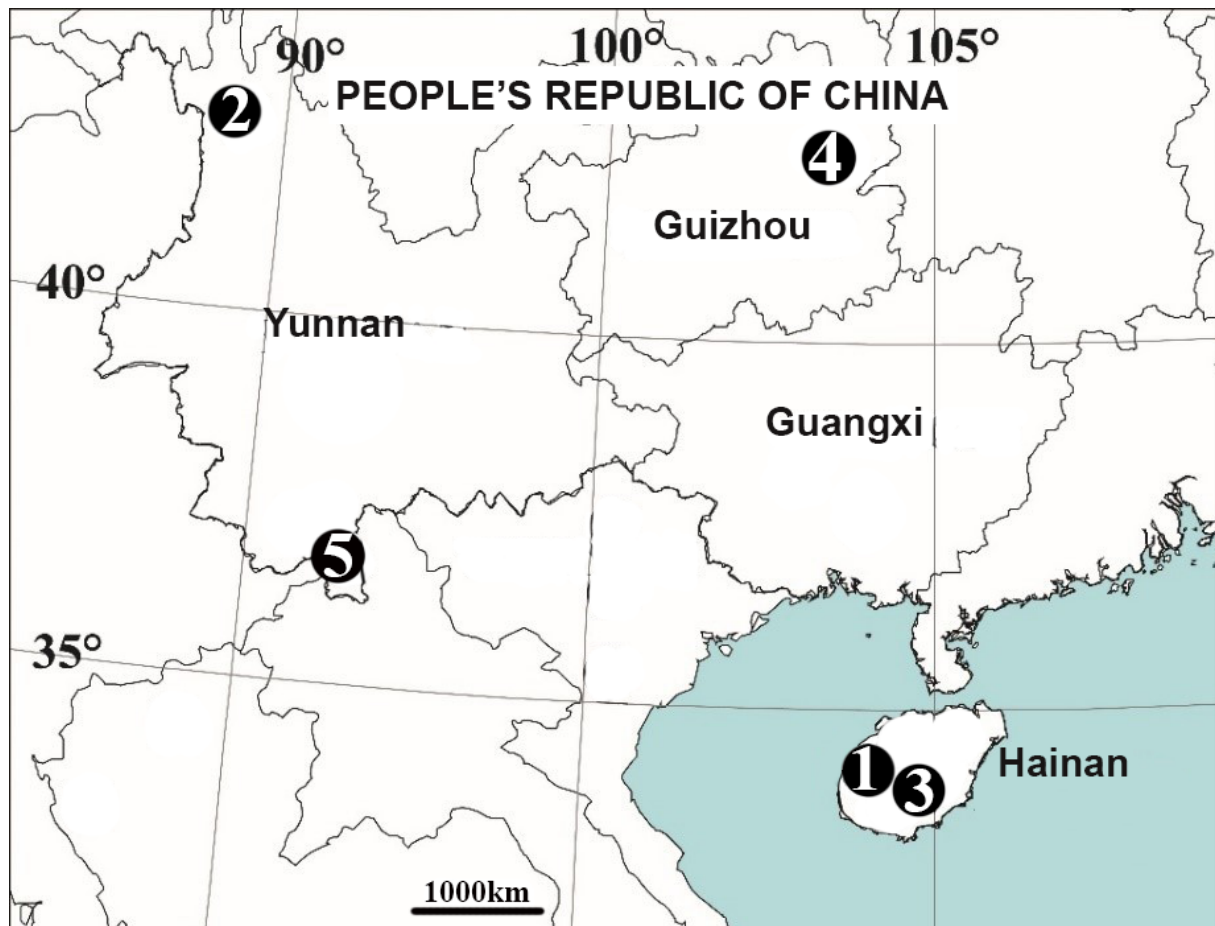 90°
100°
105°
PEOPLE'S REPUBLIC OF CHINA
2
4
Guizhou
40°
Yunnan
Guangxi
5
35°
1
3
Hainan
1000km